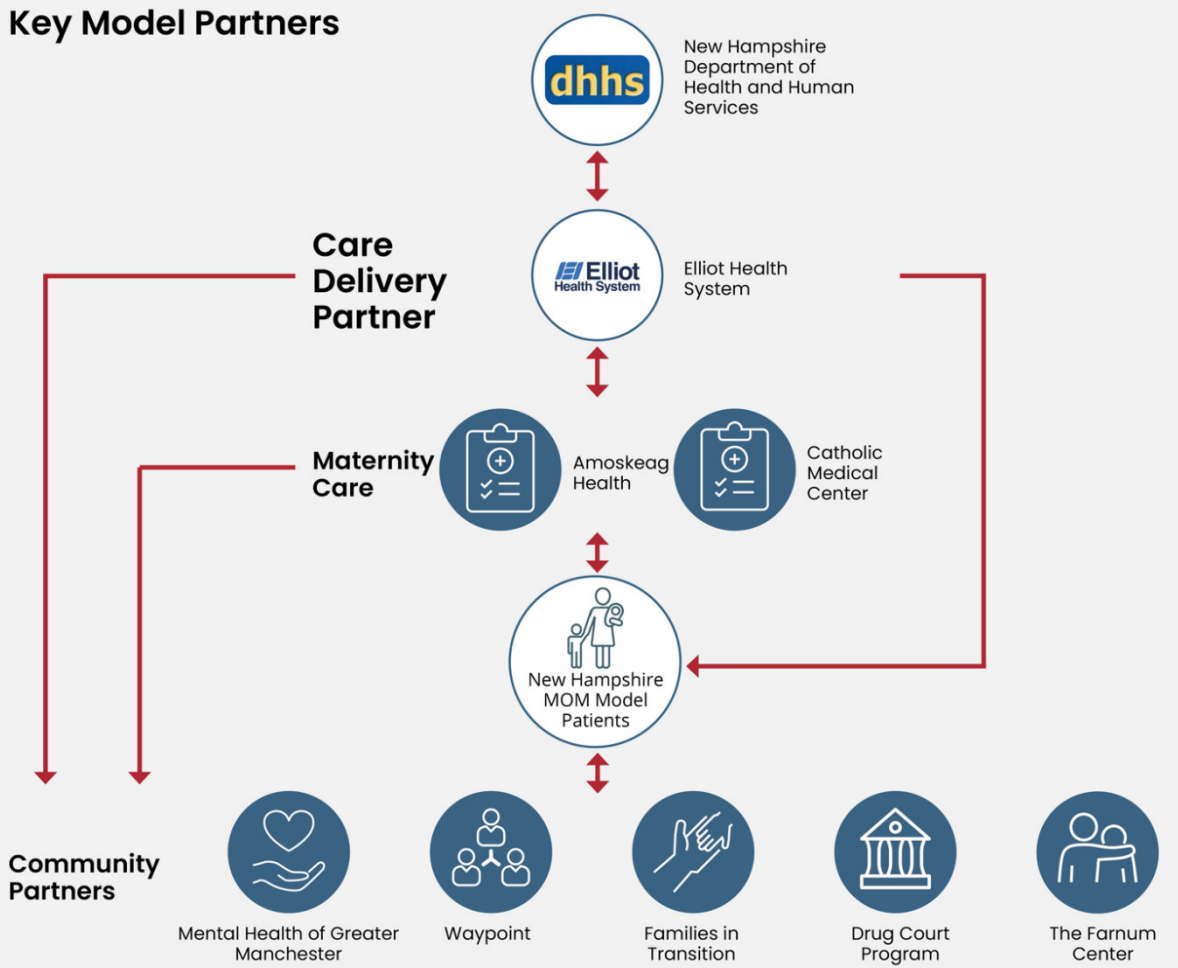 Key Model Partners
dhhs
New Hampshire
Department of
Health and Human
Services
Care
Delivery
Partner
Elliot
Health System
Elliot Health
System
Maternity
Care
Amoskeag
Health
Catholic
Medical
Center
New Hampshire
MOM Model
Patients
Community
Partners
Mental Health of Greater
Manchester
Waypoint
Families in
Transition
Drug Court
Program
The Farnum
Center